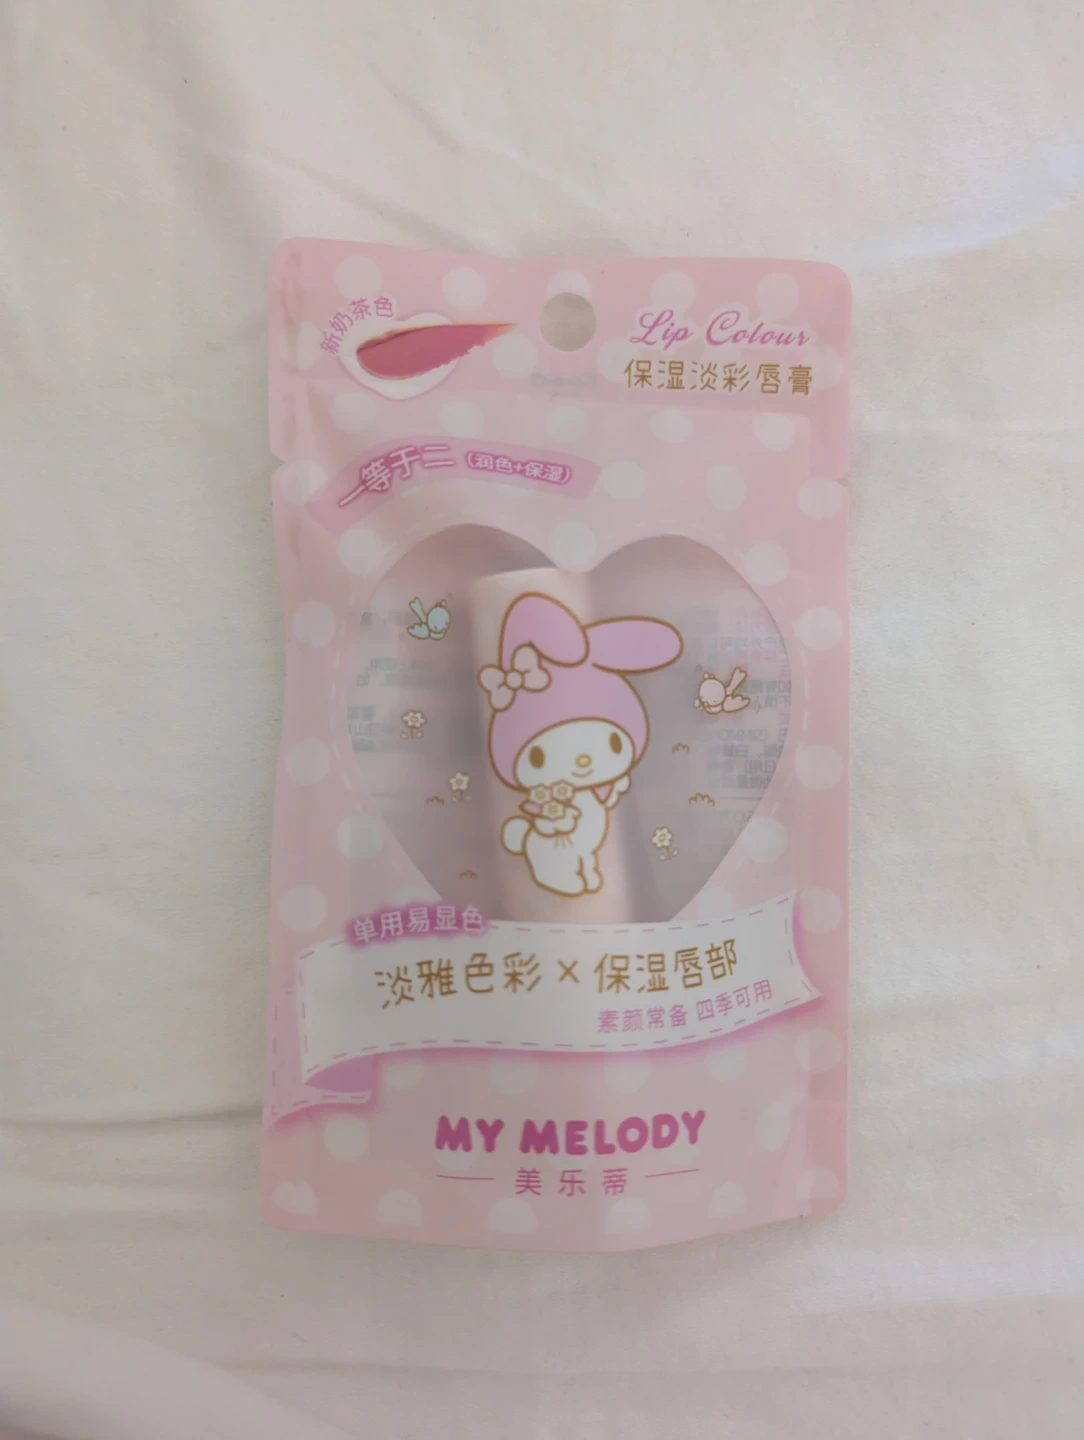 新奶茶色
Lip Colour
保湿淡彩唇膏
一等于二（润色+保湿）
单用易显色
淡雅色彩×保湿唇部
素颜常备 四季可用
MY MELODY
美乐蒂